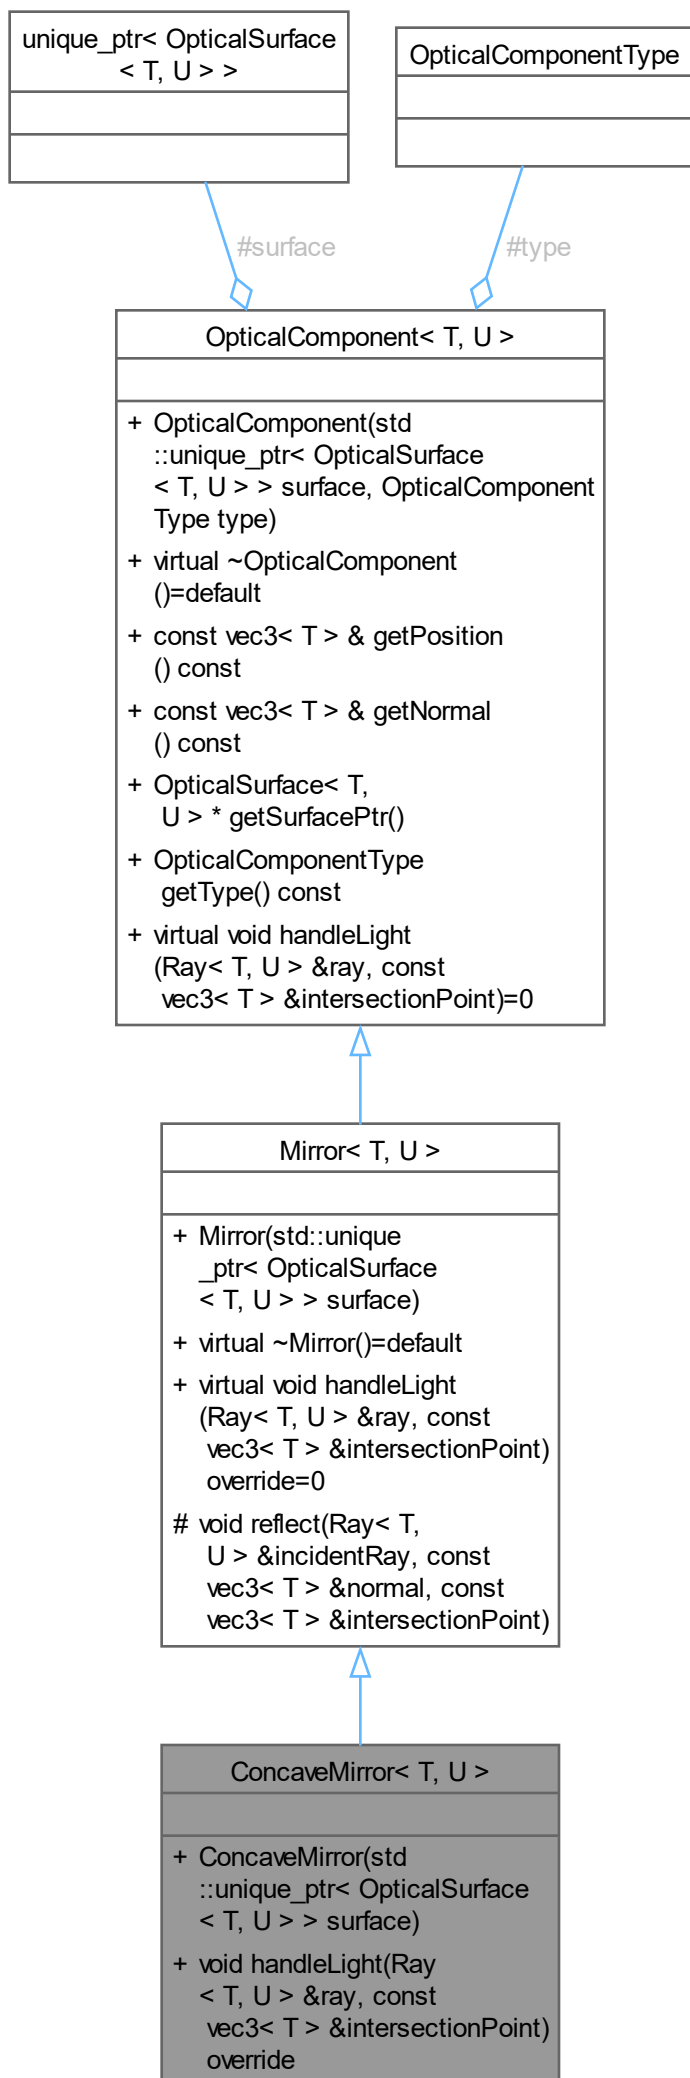 unique_ptr< OpticalSurface
< T, U > >
OpticalComponentType
#surface
#type
OpticalComponent< T, U >
+ OpticalComponent(std
::unique_ptr< OpticalSurface
< T, U > > surface, OpticalComponent
Type type)
+ virtual ~OpticalComponent
()=default
+ const vec3< T > & getPosition
() const
+ const vec3< T > & getNormal
() const
+ OpticalSurface< T,
U > * getSurfacePtr()
+ OpticalComponentType
getType() const
+ virtual void handleLight
(Ray< T, U > &ray, const
vec3< T > &intersectionPoint)=0
Mirror< T, U >
+ Mirror(std::unique
_ptr< OpticalSurface
< T, U > > surface)
+ virtual ~Mirror()=default
+ virtual void handleLight
(Ray< T, U > &ray, const
vec3< T > &intersectionPoint)
override=0
# void reflect(Ray< T,
U > &incidentRay, const
vec3< T > &normal, const
vec3< T > &intersectionPoint)
ConcaveMirror< T, U >
+ ConcaveMirror(std
::unique_ptr< OpticalSurface
< T, U > > surface)
+ void handleLight(Ray
< T, U > &ray, const
vec3< T > &intersectionPoint)
override